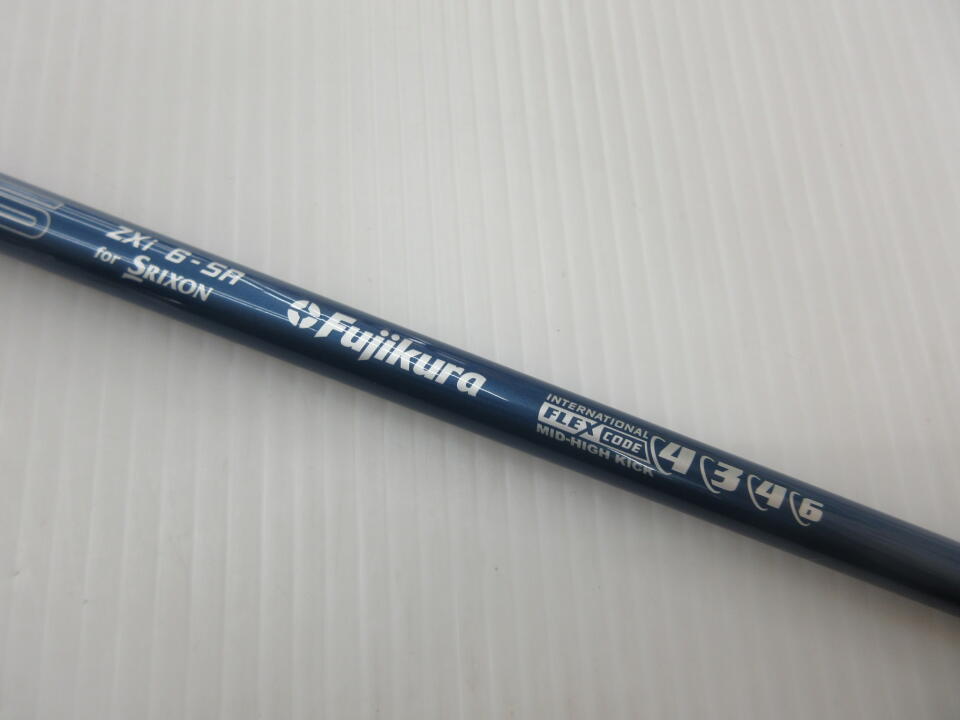 ZXi 6-SR
for SRIXON
Fujikura
INTERNATIONAL
FLEX CODE
MID-HIGH KICK
4 3 4 6